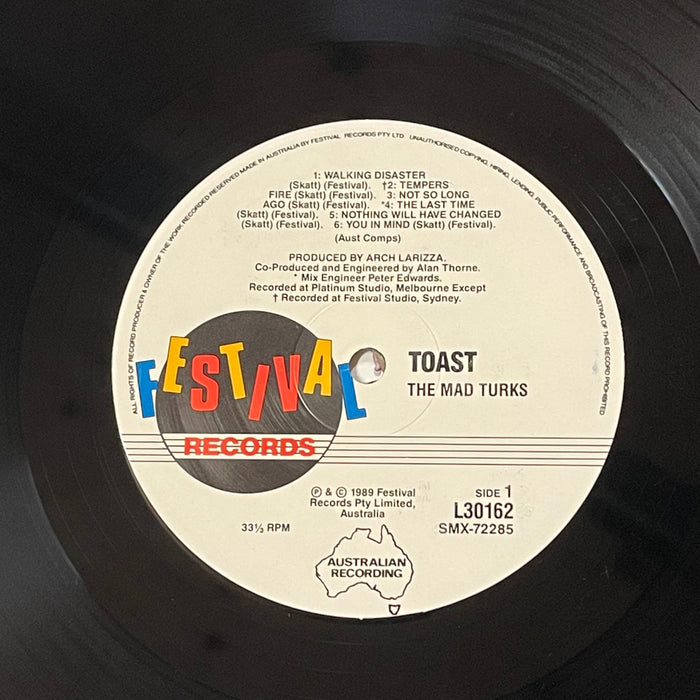 ALL RIGHTS OF RECORD PRODUCER & OWNER OF THE WORK RECORDED RESERVED MADE IN AUSTRALIA BY FESTIVAL RECORDS PTY LTD UNAUTHORISED COPYING, HIRING, LENDING, PUBLIC PERFORMANCE AND BROADCASTING OF THIS RECORD PROHIBITED
1: WALKING DISASTER
(Skatt) (Festival). †2: TEMPERS
FIRE (Skatt) (Festival). 3: NOT SO LONG
AGO (Skatt) (Festival). *4: THE LAST TIME
(Skatt) (Festival). 5: NOTHING WILL HAVE CHANGED
(Skatt) (Festival). 6: YOU IN MIND (Skatt) (Festival).
(Aust Comps)
PRODUCED BY ARCH LARIZZA.
Co-Produced and Engineered by Alan Thorne.
* Mix Engineer Peter Edwards.
Recorded at Platinum Studio, Melbourne Except
† Recorded at Festival Studio, Sydney.
FESTIVAL
RECORDS
TOAST
THE MAD TURKS
℗ & © 1989 Festival
Records Pty Limited,
Australia
33⅓ RPM
SIDE 1
L30162
SMX-72285
AUSTRALIAN
RECORDING